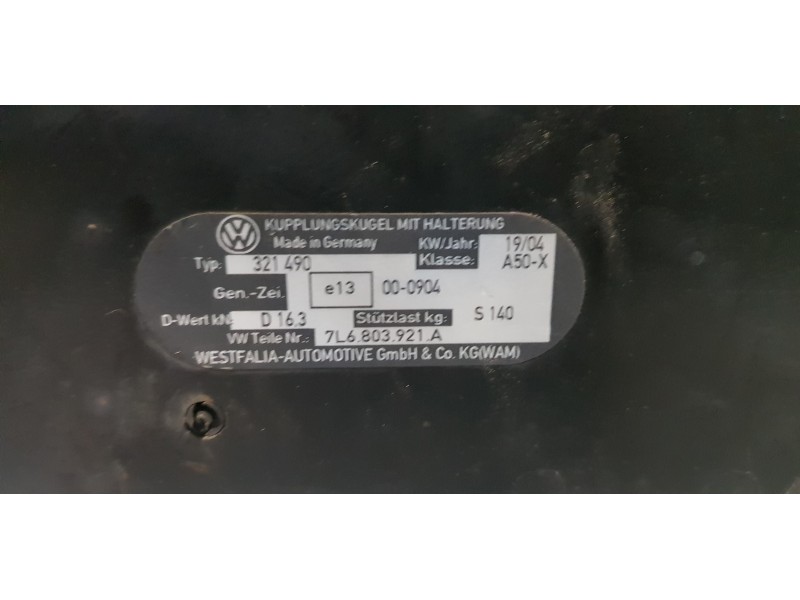 KUPPLUNGSKUGEL MIT HALTERUNG
Made in Germany KW/Jahr: 19/04
Typ: 321 490 Klasse: A50-X
Gen.-Zei. e13 00-0904
D-Wert kN: D 16.3 Stützlast kg: S 140
VW Teile Nr.: 7L6.803.921.A
WESTFALIA-AUTOMOTIVE GmbH & Co. KG(WAM)